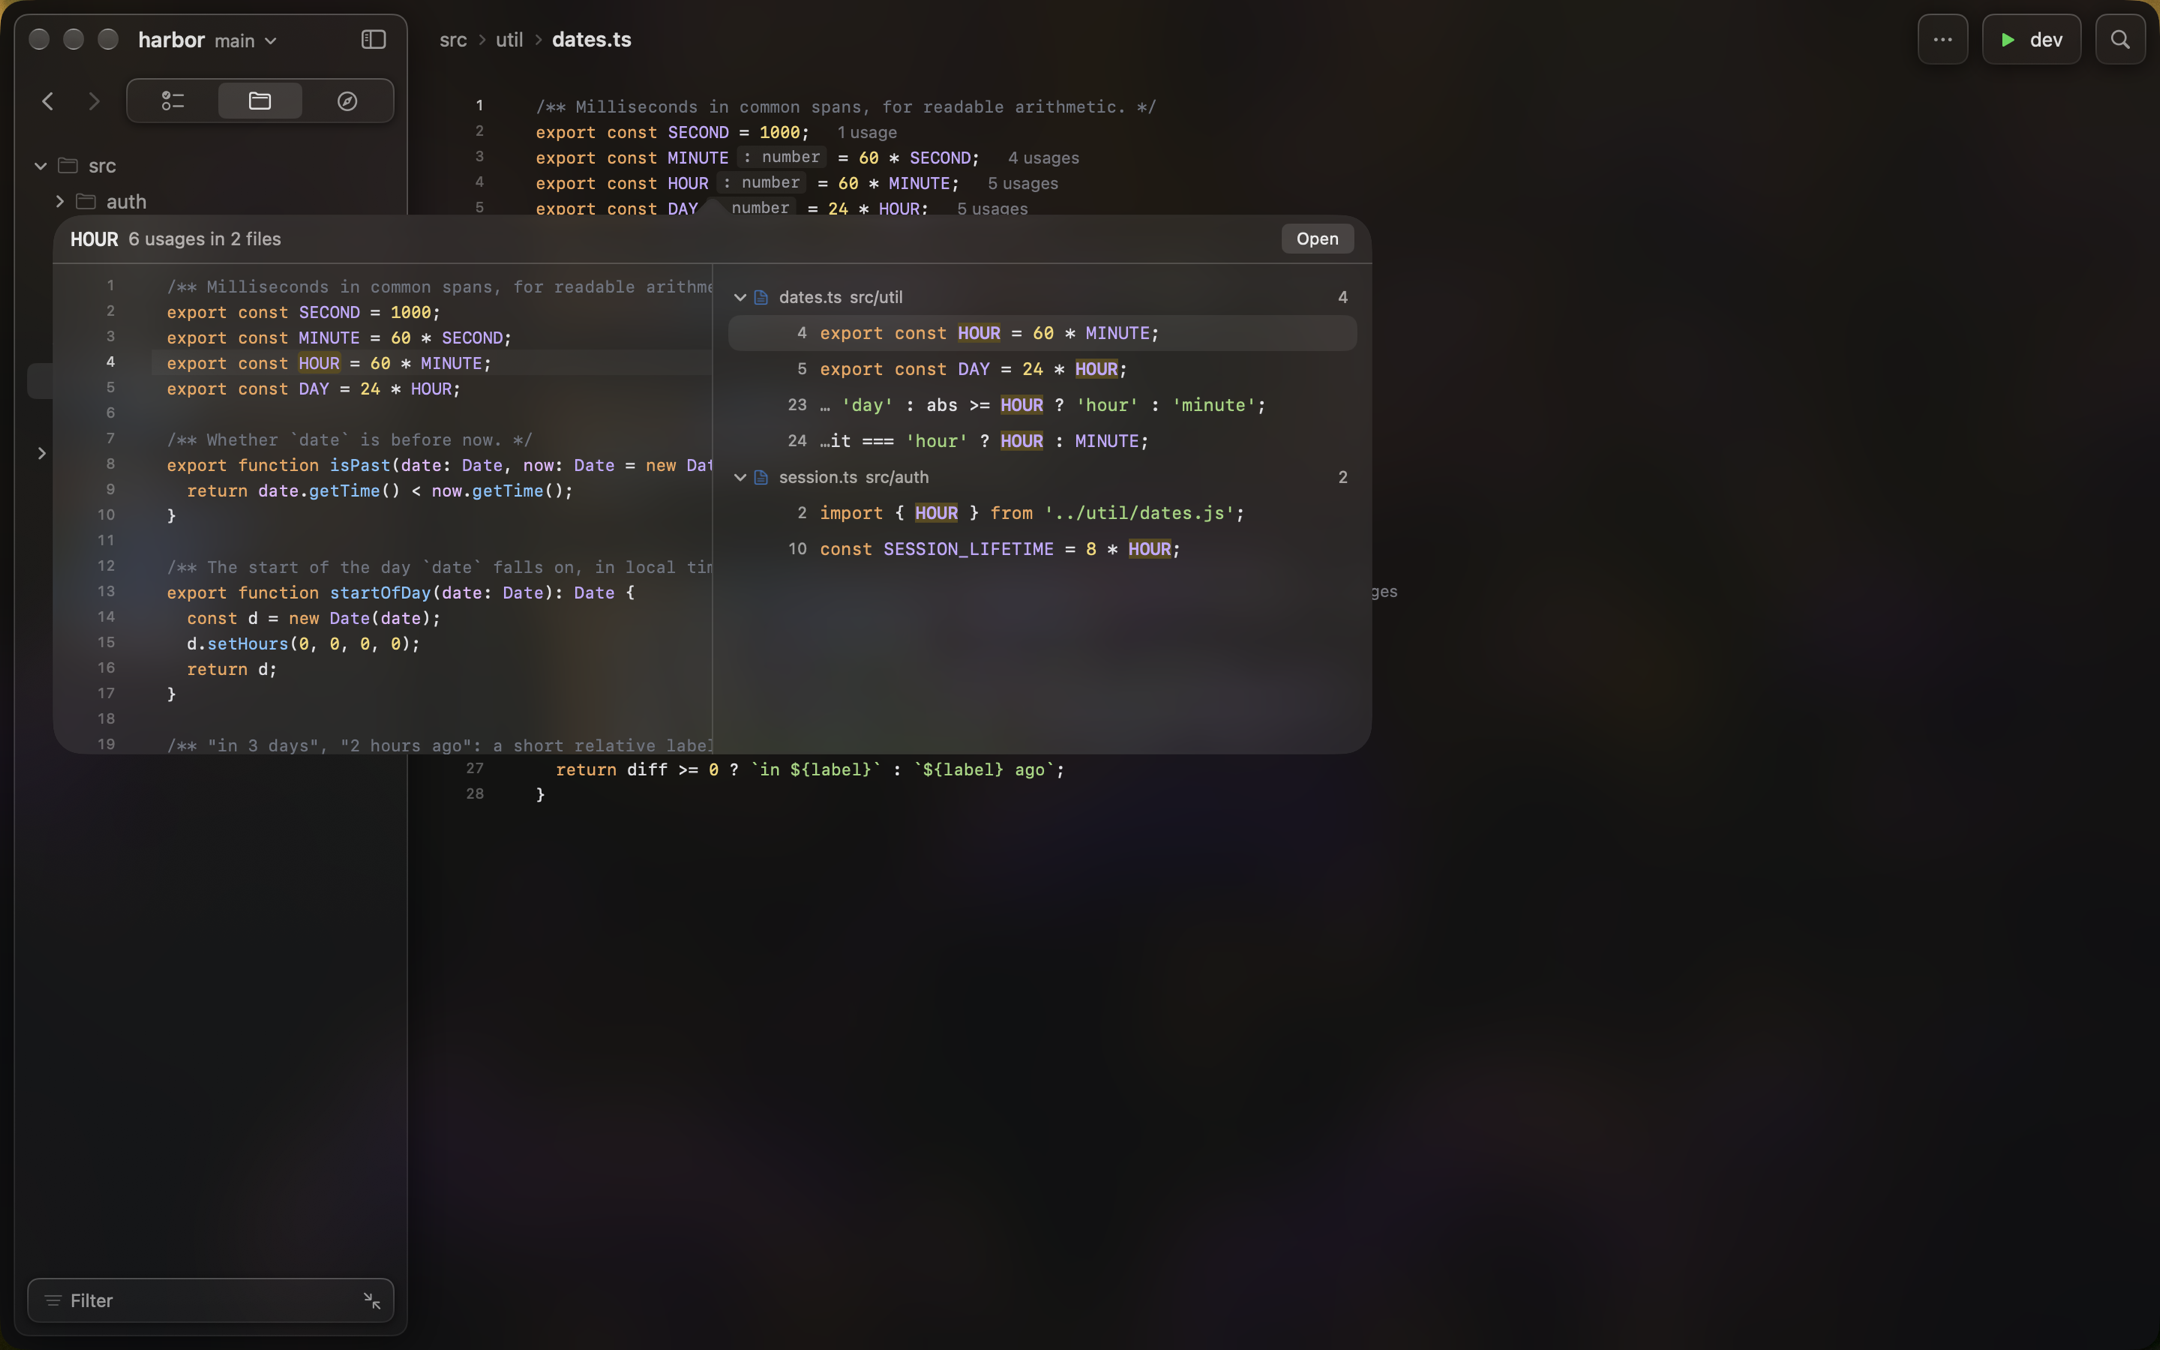 harbor main
src
auth
Filter
src util dates.ts
dev
1 /** Milliseconds in common spans, for readable arithmetic. */
2 export const SECOND = 1000; 1 usage
3 export const MINUTE : number = 60 * SECOND; 4 usages
4 export const HOUR : number = 60 * MINUTE; 5 usages
5 export const DAY number = 24 * HOUR; 5 usages
HOUR 6 usages in 2 files
Open
1 /** Milliseconds in common spans, for readable arithme
2 export const SECOND = 1000;
3 export const MINUTE = 60 * SECOND;
4 export const HOUR = 60 * MINUTE;
5 export const DAY = 24 * HOUR;
6
7 /** Whether `date` is before now. */
8 export function isPast(date: Date, now: Date = new Dat
9 return date.getTime() < now.getTime();
10 }
11
12 /** The start of the day `date` falls on, in local tim
13 export function startOfDay(date: Date): Date {
14 const d = new Date(date);
15 d.setHours(0, 0, 0, 0);
16 return d;
17 }
18
19 /** "in 3 days", "2 hours ago": a short relative label
dates.ts src/util 4
4 export const HOUR = 60 * MINUTE;
5 export const DAY = 24 * HOUR;
23 … 'day' : abs >= HOUR ? 'hour' : 'minute';
24 …it === 'hour' ? HOUR : MINUTE;
session.ts src/auth 2
2 import { HOUR } from '../util/dates.js';
10 const SESSION_LIFETIME = 8 * HOUR;
ges
27 return diff >= 0 ? `in ${label}` : `${label} ago`;
28 }